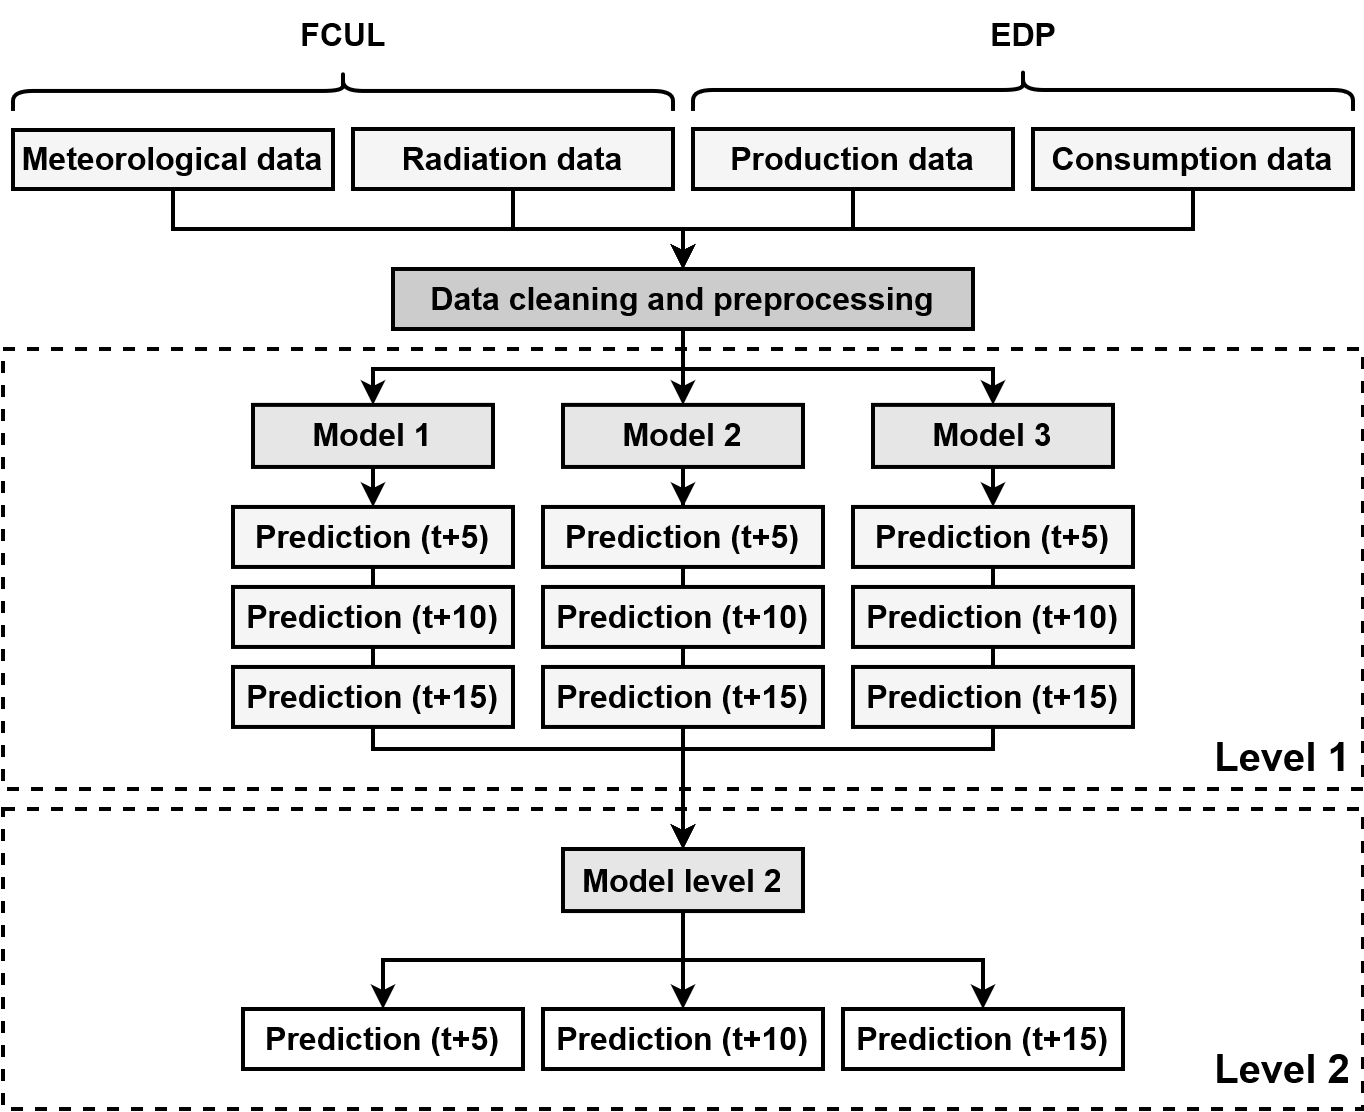 FCUL
EDP
Meteorological data
Radiation data
Production data
Consumption data
Data cleaning and preprocessing
Model 1
Model 2
Model 3
Prediction (t+5)
Prediction (t+5)
Prediction (t+5)
Prediction (t+10)
Prediction (t+10)
Prediction (t+10)
Prediction (t+15)
Prediction (t+15)
Prediction (t+15)
Level 1
Model level 2
Prediction (t+5)
Prediction (t+10)
Prediction (t+15)
Level 2